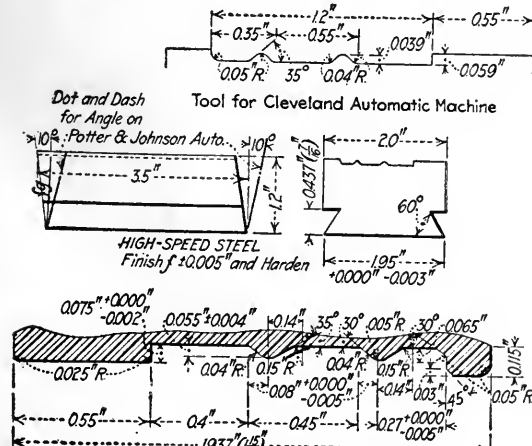 1.2"
0.55"
0.35"
0.55"
0.039"
0.05"R.
35°
0.04"R.
0.059"
Tool for Cleveland Automatic Machine
Dot and Dash
for Angle on
Potter & Johnson Auto.
10°
10°
3.5"
1.2"
HIGH-SPEED STEEL
Finish f ±0.005" and Harden
2.0"
0.437" (7/16")
60°
1.95"
+0.000" -0.003"
0.075" +0.000"
-0.002"
0.055"±0.004"
0.14"
35°
30°
0.05"R.
30°
0.065"
0.115"
0.025"R.
0.04"R.
0.15"R
0.04"R
0.15"R.
0.08" +0.000"
-0.005"
0.14"
0.03"
45°
0.05"R.
0.55"
0.4"
0.45"
0.27" +0.000"
-0.005"